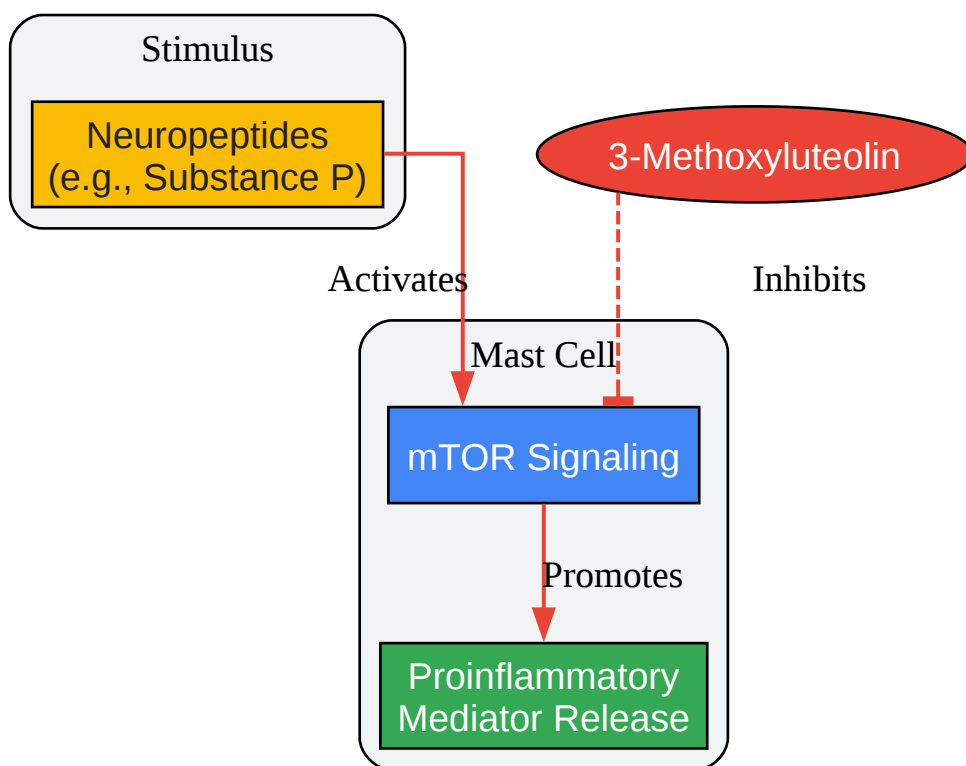 Stimulus
Neuropeptides
(e.g., Substance P)
3-Methoxyluteolin
Activates
Inhibits
Mast Cell
mTOR Signaling
Promotes
Proinflammatory
Mediator Release